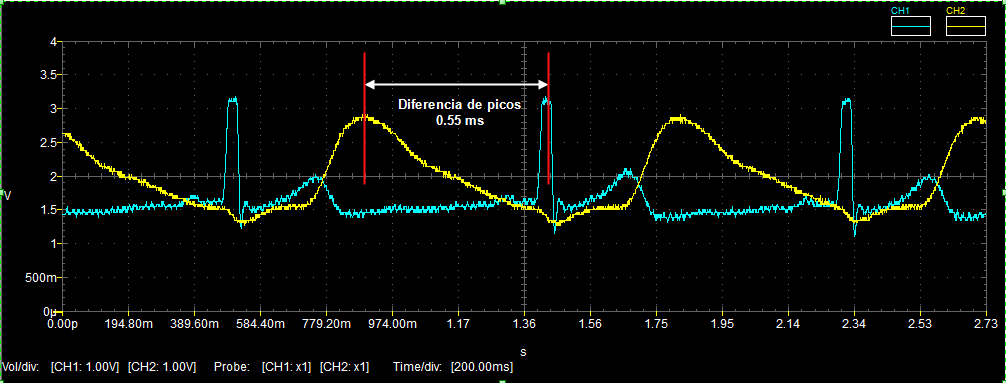 CH1 CH2
4
3.5
3
2.5
2
V
1.5
1
500m
0µ
Diferencia de picos
0.55 ms
0.00p 194.80m 389.60m 584.40m 779.20m 974.00m 1.17 1.36 1.56 1.75 1.95 2.14 2.34 2.53 2.73
s
Vol/div: [CH1: 1.00V] [CH2: 1.00V] Probe: [CH1: x1] [CH2: x1] Time/div: [200.00ms]